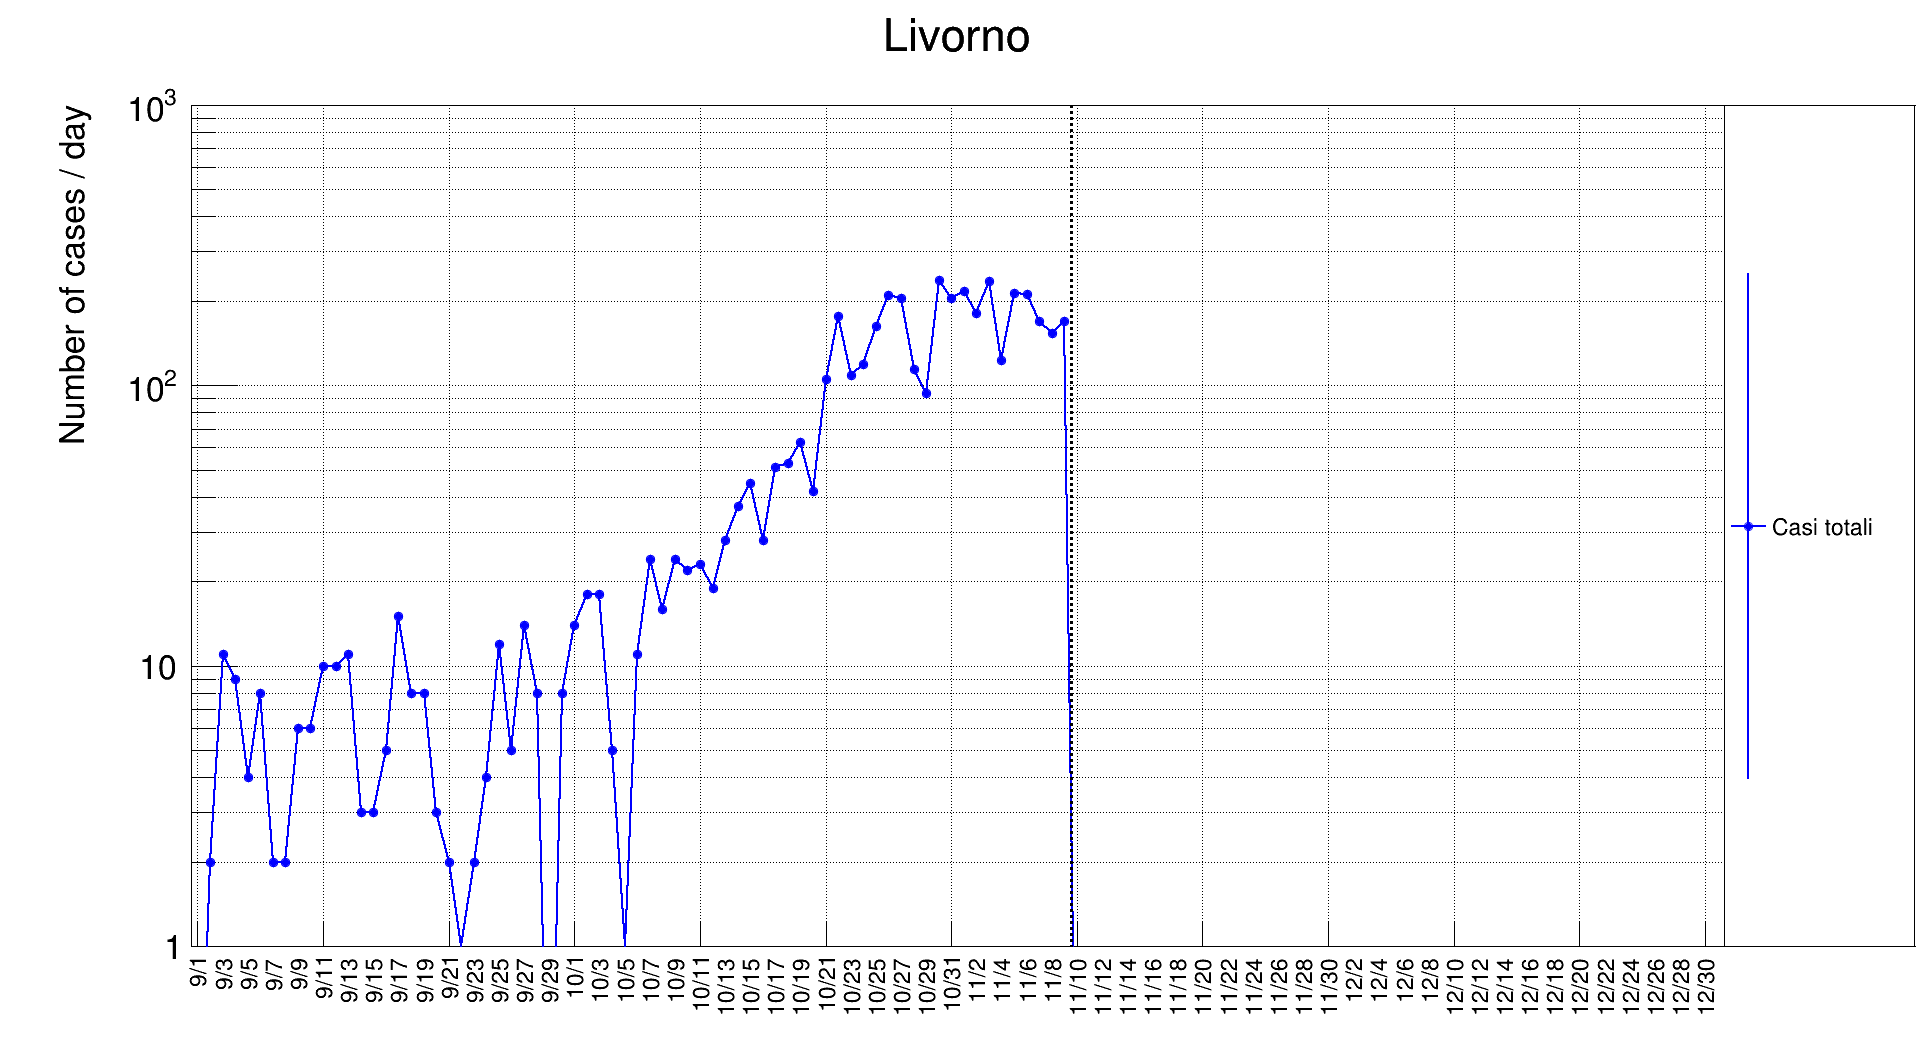 Livorno
Number of cases / day
10³
10²
10
1
9/1 9/3 9/5 9/7 9/9 9/11 9/13 9/15 9/17 9/19 9/21 9/23 9/25 9/27 9/29 10/1 10/3 10/5 10/7 10/9 10/11 10/13 10/15 10/17 10/19 10/21 10/23 10/25 10/27 10/29 10/31 11/2 11/4 11/6 11/8 11/10 11/12 11/14 11/16 11/18 11/20 11/22 11/24 11/26 11/28 11/30 12/2 12/4 12/6 12/8 12/10 12/12 12/14 12/16 12/18 12/20 12/22 12/24 12/26 12/28 12/30
Casi totali